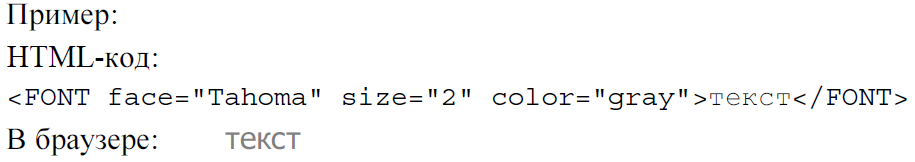 Пример:
HTML-код:
<FONT face="Tahoma" size="2" color="gray">текст</FONT>
В браузере: текст